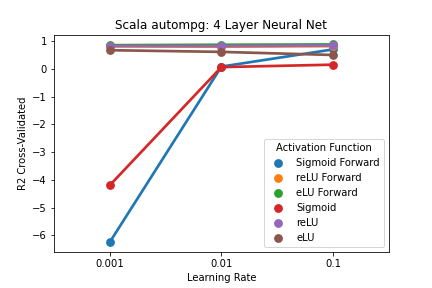 Scala autompg: 4 Layer Neural Net
R2 Cross-Validated
1
0
−1
−2
−3
−4
−5
−6
Activation Function
Sigmoid Forward
reLU Forward
eLU Forward
Sigmoid
reLU
eLU
0.001
0.01
0.1
Learning Rate